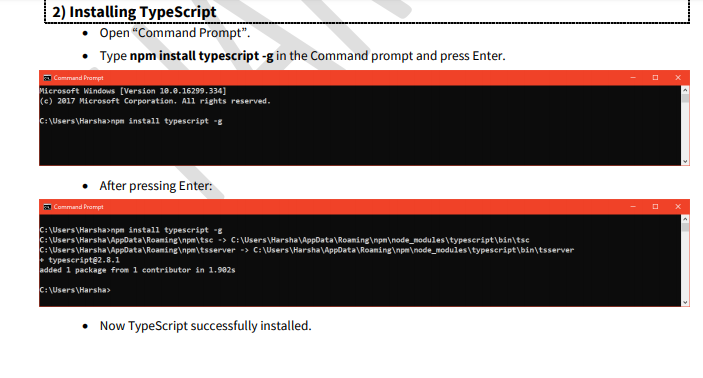 2) Installing TypeScript
• Open “Command Prompt”.
• Type npm install typescript -g in the Command prompt and press Enter.
Command Prompt
Microsoft Windows [Version 10.0.16299.334]
(c) 2017 Microsoft Corporation. All rights reserved.
C:\Users\Harsha>npm install typescript -g
• After pressing Enter:
Command Prompt
C:\Users\Harsha>npm install typescript -g
C:\Users\Harsha\AppData\Roaming\npm\tsc -> C:\Users\Harsha\AppData\Roaming\npm\node_modules\typescript\bin\tsc
C:\Users\Harsha\AppData\Roaming\npm\tsserver -> C:\Users\Harsha\AppData\Roaming\npm\node_modules\typescript\bin\tsserver
+ typescript@2.8.1
added 1 package from 1 contributor in 1.902s
C:\Users\Harsha>
• Now TypeScript successfully installed.